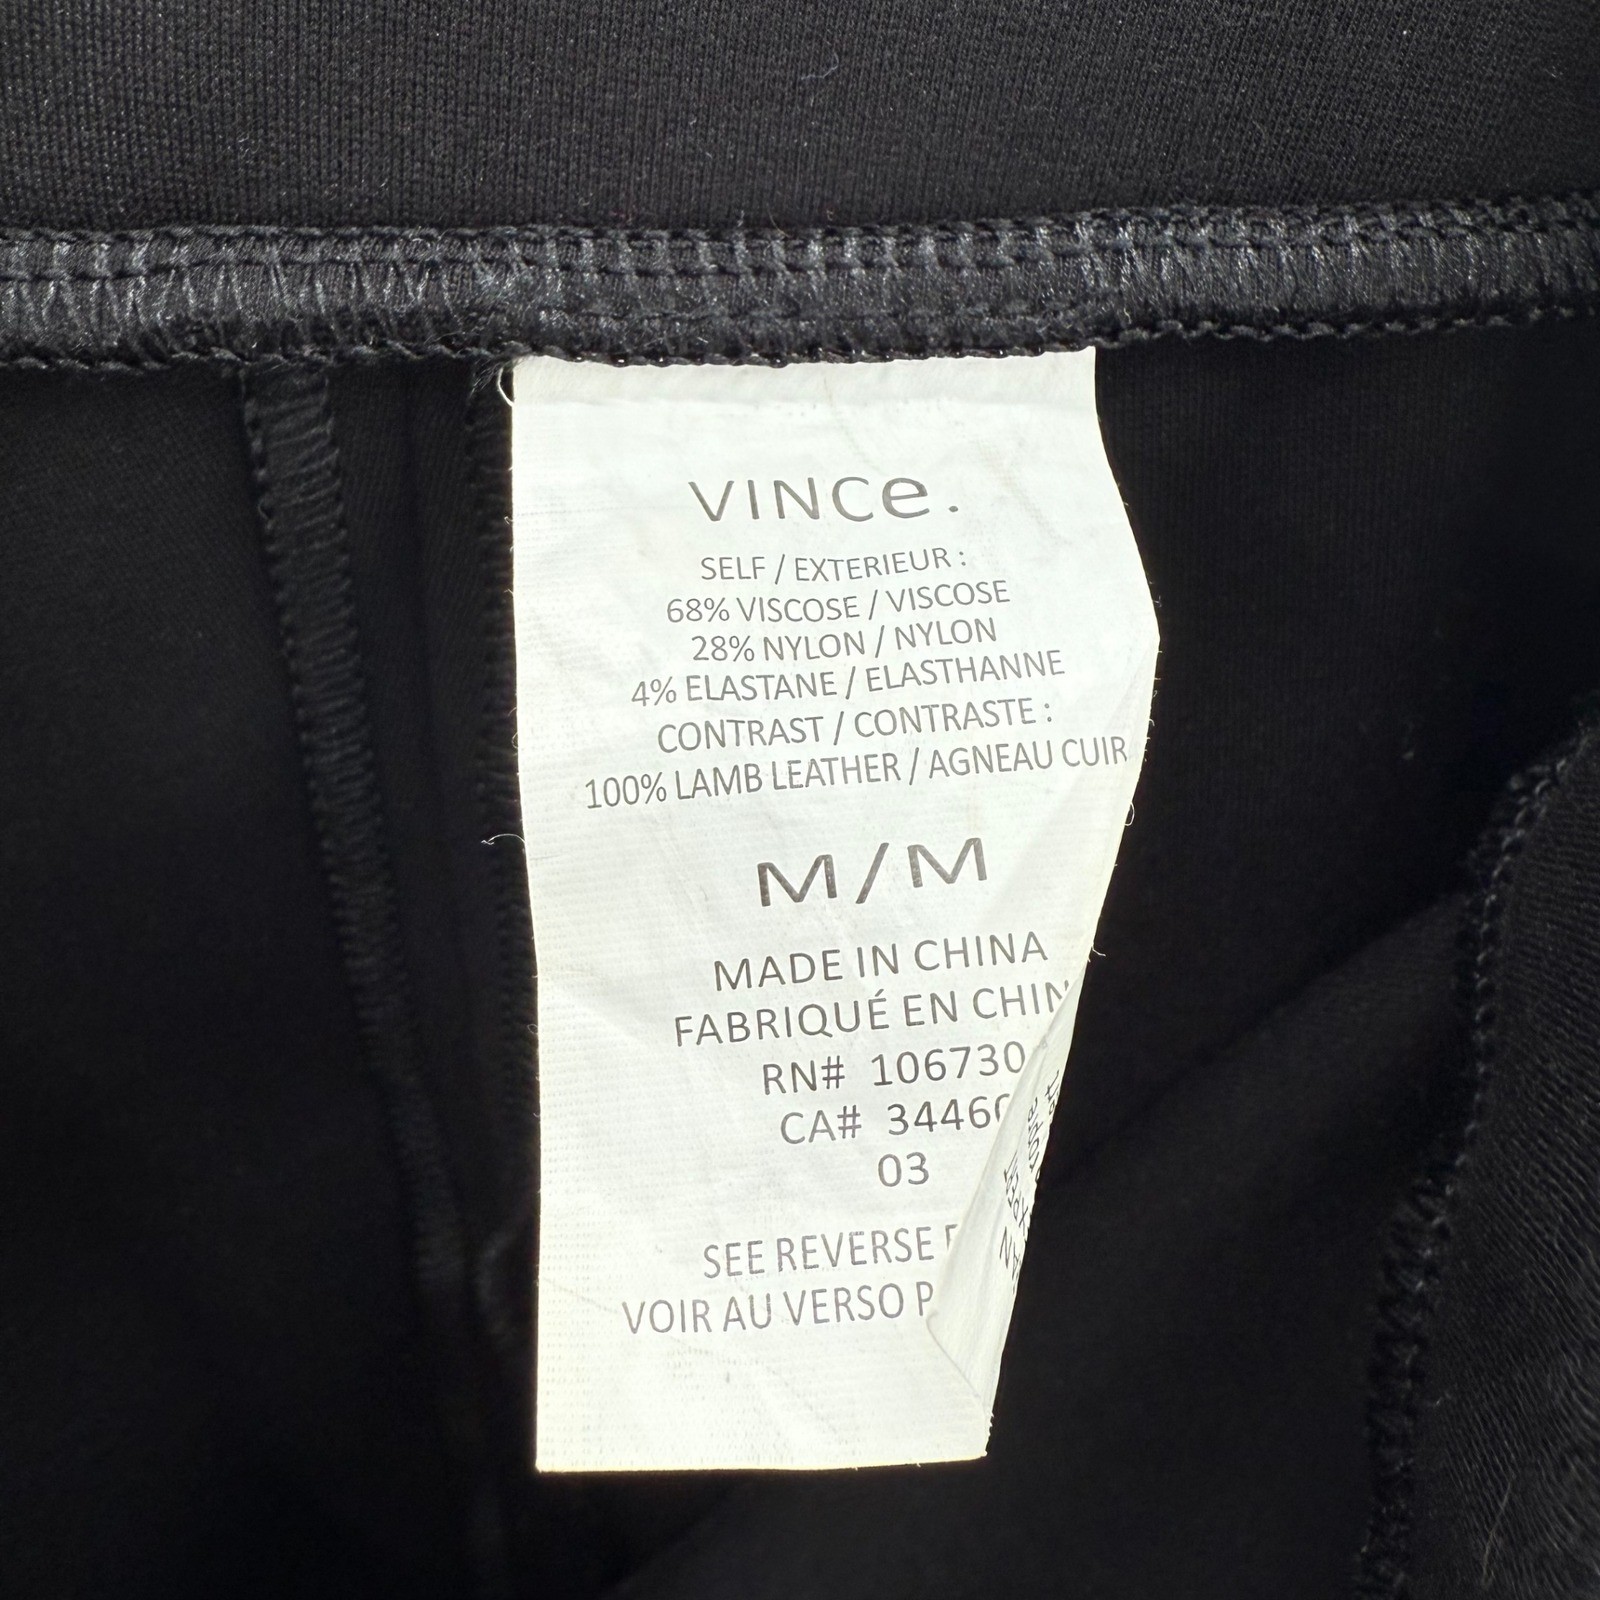 VINCe.
SELF / EXTERIEUR :
68% VISCOSE / VISCOSE
28% NYLON / NYLON
4% ELASTANE / ELASTHANNE
CONTRAST / CONTRASTE :
100% LAMB LEATHER / AGNEAU CUIR
M/M
MADE IN CHINA
FABRIQUÉ EN CHIN
RN# 106730
CA# 3446
03
SEE REVERSE
VOIR AU VERSO P